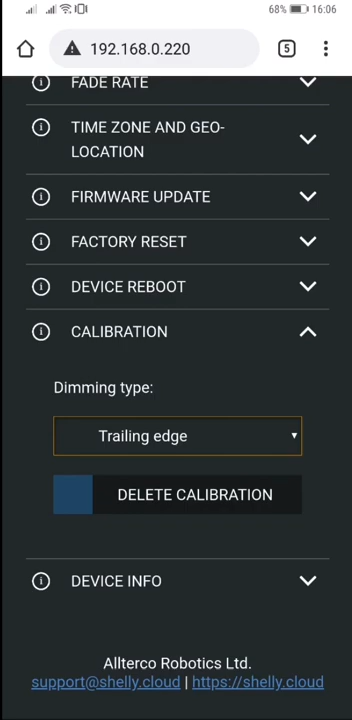 68% 16:06
192.168.0.220 5
FADE RATE
TIME ZONE AND GEO-
LOCATION
FIRMWARE UPDATE
FACTORY RESET
DEVICE REBOOT
CALIBRATION
Dimming type:
Trailing edge
DELETE CALIBRATION
DEVICE INFO
Allterco Robotics Ltd.
support@shelly.cloud | https://shelly.cloud